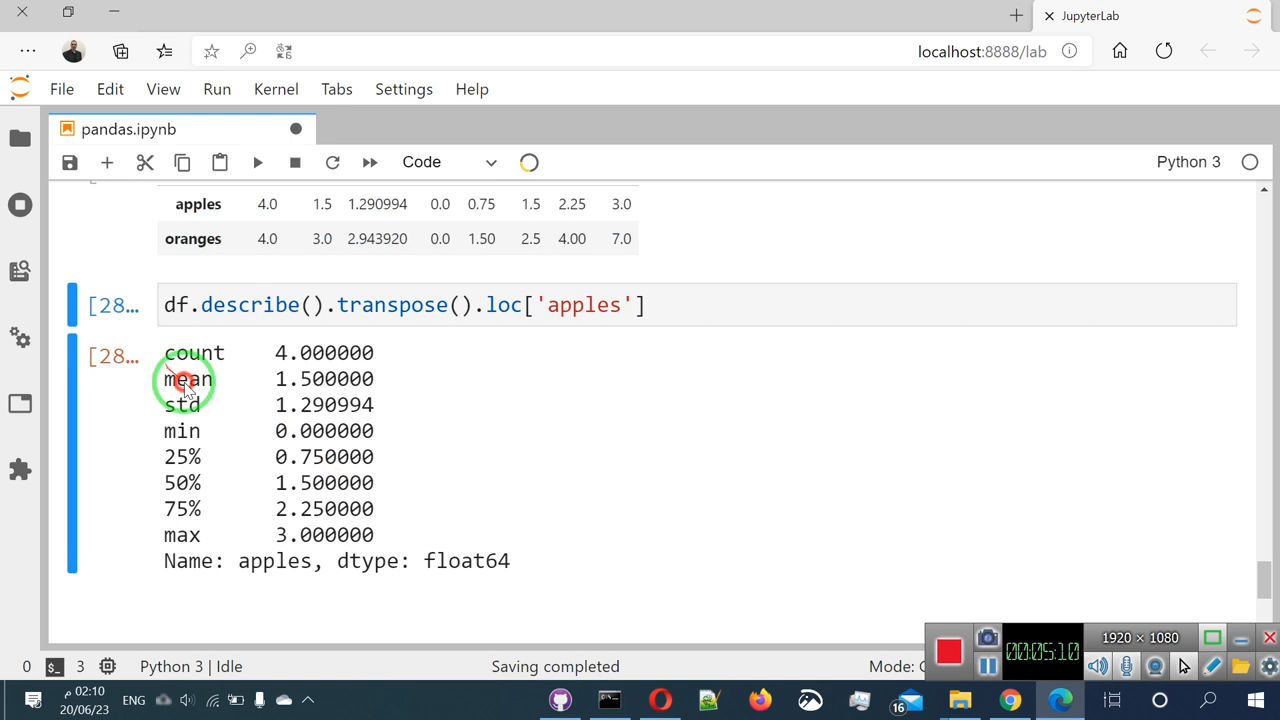 JupyterLab
localhost:8888/lab
File Edit View Run Kernel Tabs Settings Help
pandas.ipynb
Code
Python 3
apples 4.0 1.5 1.290994 0.0 0.75 1.5 2.25 3.0
oranges 4.0 3.0 2.943920 0.0 1.50 2.5 4.00 7.0
[28... df.describe().transpose().loc['apples']
[28... count 4.000000
mean 1.500000
std 1.290994
min 0.000000
25% 0.750000
50% 1.500000
75% 2.250000
max 3.000000
Name: apples, dtype: float64
1920 × 1080
00:05:10
0 3 Python 3 | Idle Saving completed Mode:
02:10 م
ENG
16
20/06/23